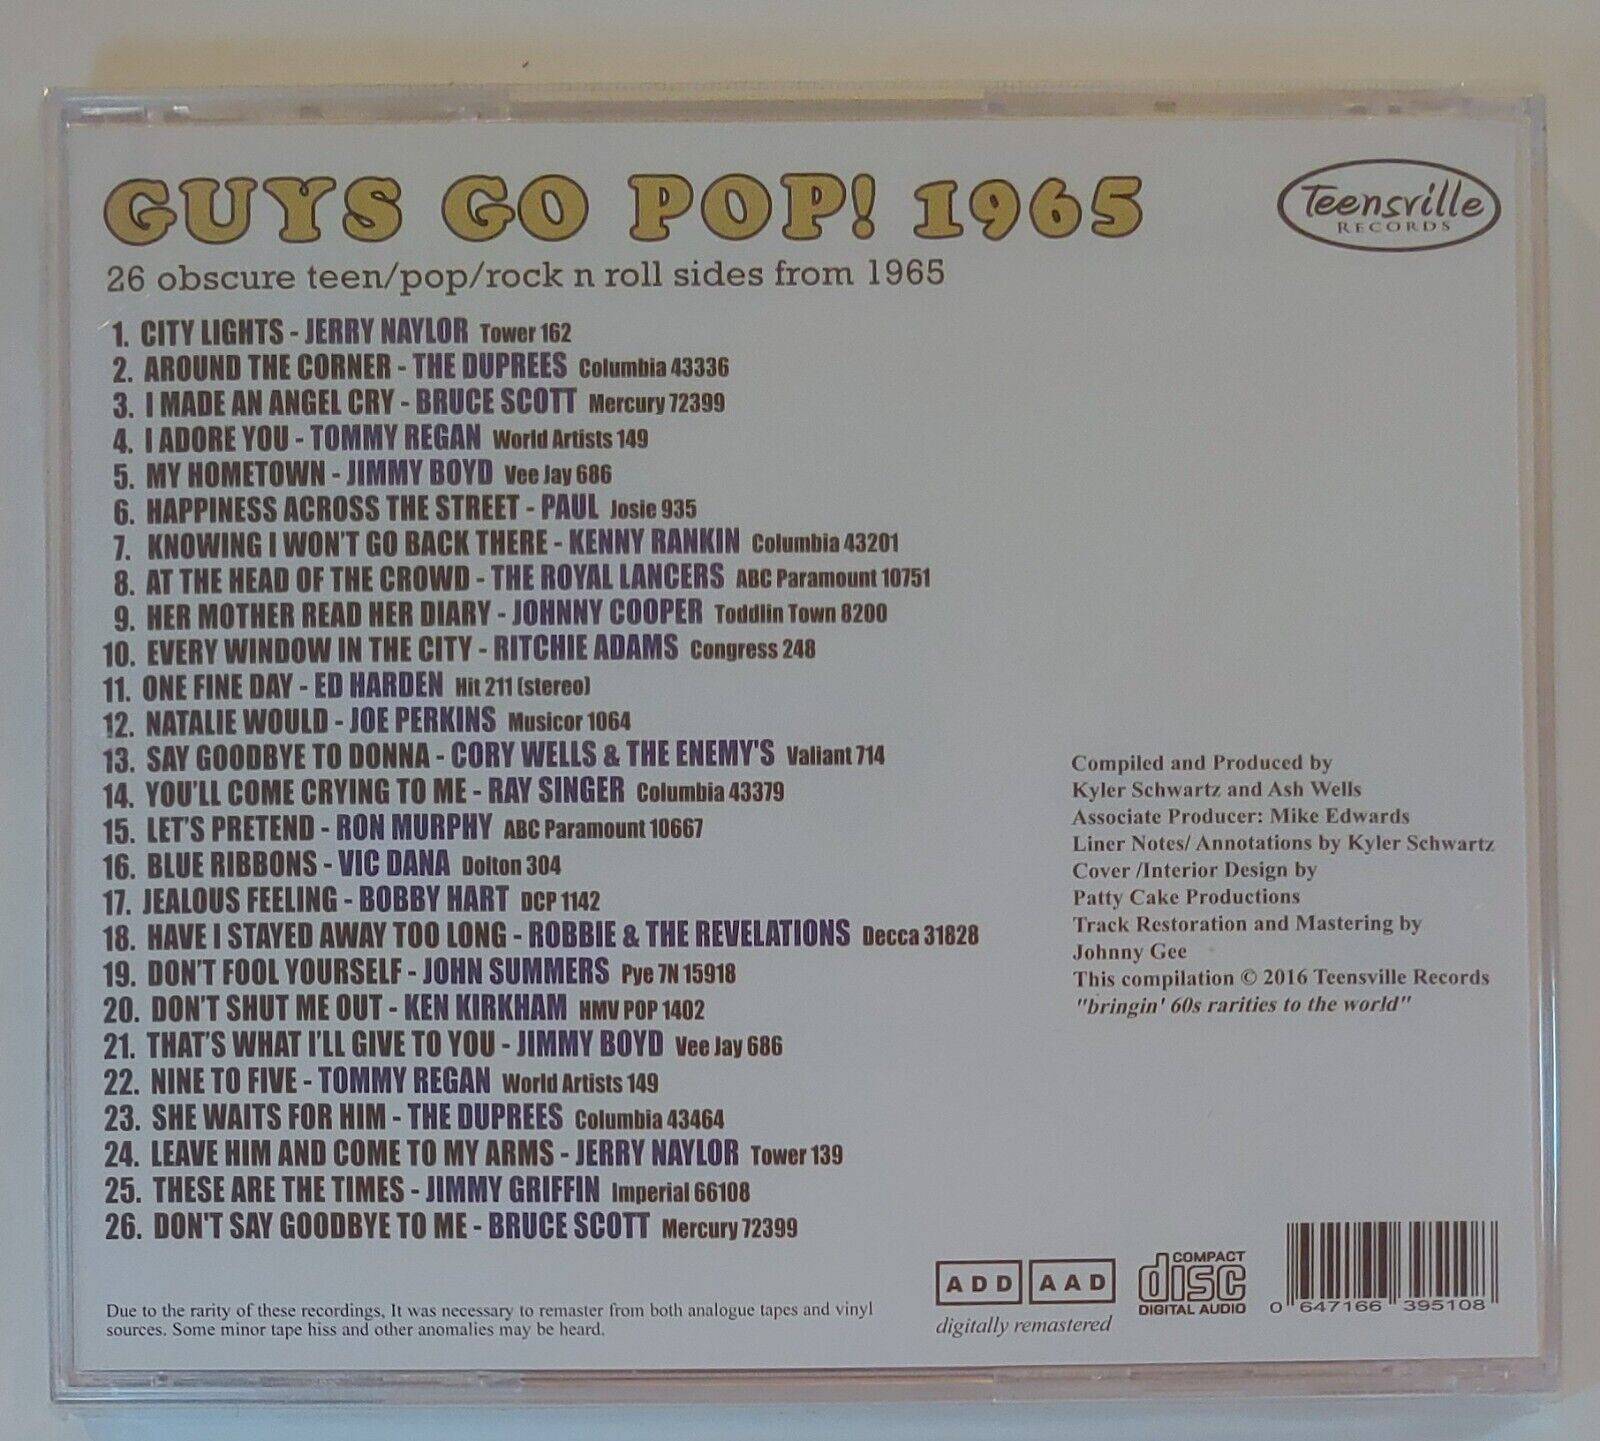 GUYS GO POP! 1965
Teensville
RECORDS
26 obscure teen/pop/rock n roll sides from 1965
1. CITY LIGHTS - JERRY NAYLOR Tower 162
2. AROUND THE CORNER - THE DUPREES Columbia 43336
3. I MADE AN ANGEL CRY - BRUCE SCOTT Mercury 72399
4. I ADORE YOU - TOMMY REGAN World Artists 149
5. MY HOMETOWN - JIMMY BOYD Vee Jay 686
6. HAPPINESS ACROSS THE STREET - PAUL Josie 935
7. KNOWING I WON'T GO BACK THERE - KENNY RANKIN Columbia 43201
8. AT THE HEAD OF THE CROWD - THE ROYAL LANCERS ABC Paramount 10751
9. HER MOTHER READ HER DIARY - JOHNNY COOPER Toddlin Town 8200
10. EVERY WINDOW IN THE CITY - RITCHIE ADAMS Congress 248
11. ONE FINE DAY - ED HARDEN Hit 211 (stereo)
12. NATALIE WOULD - JOE PERKINS Musicor 1064
13. SAY GOODBYE TO DONNA - CORY WELLS & THE ENEMY'S Valiant 714
14. YOU'LL COME CRYING TO ME - RAY SINGER Columbia 43379
15. LET'S PRETEND - RON MURPHY ABC Paramount 10667
16. BLUE RIBBONS - VIC DANA Dolton 304
17. JEALOUS FEELING - BOBBY HART DCP 1142
18. HAVE I STAYED AWAY TOO LONG - ROBBIE & THE REVELATIONS Decca 31828
19. DON'T FOOL YOURSELF - JOHN SUMMERS Pye 7N 15918
20. DON'T SHUT ME OUT - KEN KIRKHAM HMV POP 1402
21. THAT'S WHAT I'LL GIVE TO YOU - JIMMY BOYD Vee Jay 686
22. NINE TO FIVE - TOMMY REGAN World Artists 149
23. SHE WAITS FOR HIM - THE DUPREES Columbia 43464
24. LEAVE HIM AND COME TO MY ARMS - JERRY NAYLOR Tower 139
25. THESE ARE THE TIMES - JIMMY GRIFFIN Imperial 66108
26. DON'T SAY GOODBYE TO ME - BRUCE SCOTT Mercury 72399
Compiled and Produced by
Kyler Schwartz and Ash Wells
Associate Producer: Mike Edwards
Liner Notes/ Annotations by Kyler Schwartz
Cover /Interior Design by
Patty Cake Productions
Track Restoration and Mastering by
Johnny Gee
This compilation © 2016 Teensville Records
"bringin' 60s rarities to the world"
Due to the rarity of these recordings, It was necessary to remaster from both analogue tapes and vinyl
sources. Some minor tape hiss and other anomalies may be heard.
ADD AAD
digitally remastered
COMPACT
disc
DIGITAL AUDIO
0 647166 395108